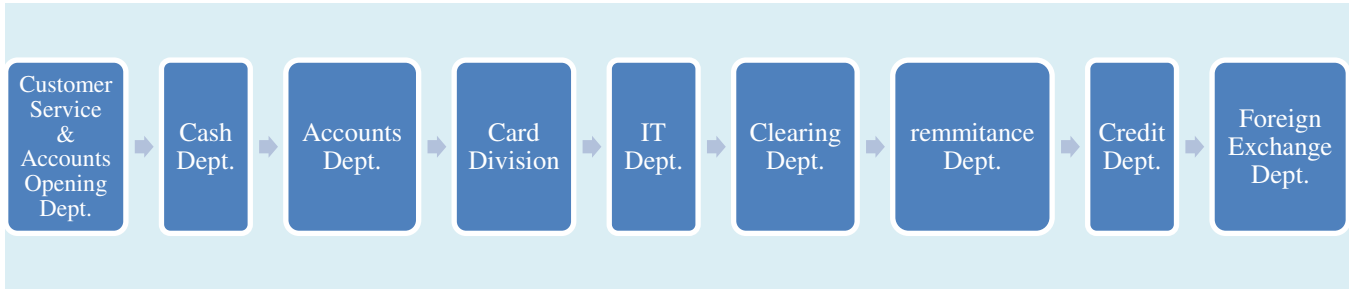 Customer
Service
&
Accounts
Opening
Dept.
Cash
Dept.
Accounts
Dept.
Card
Division
IT
Dept.
Clearing
Dept.
remmitance
Dept.
Credit
Dept.
Foreign
Exchange
Dept.